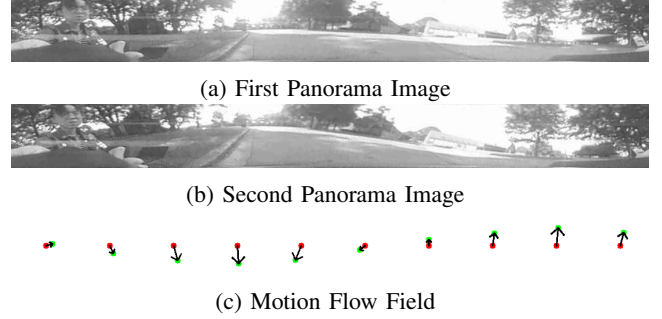 (a) First Panorama Image
(b) Second Panorama Image
(c) Motion Flow Field